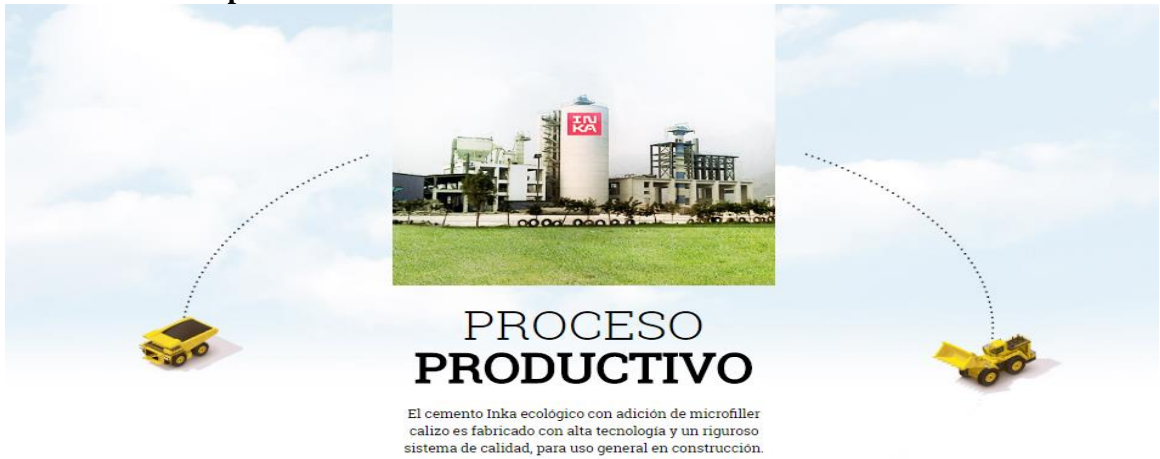 INKA
PROCESO
PRODUCTIVO
El cemento Inka ecológico con adición de microfiller
calizo es fabricado con alta tecnología y un riguroso
sistema de calidad, para uso general en construcción.